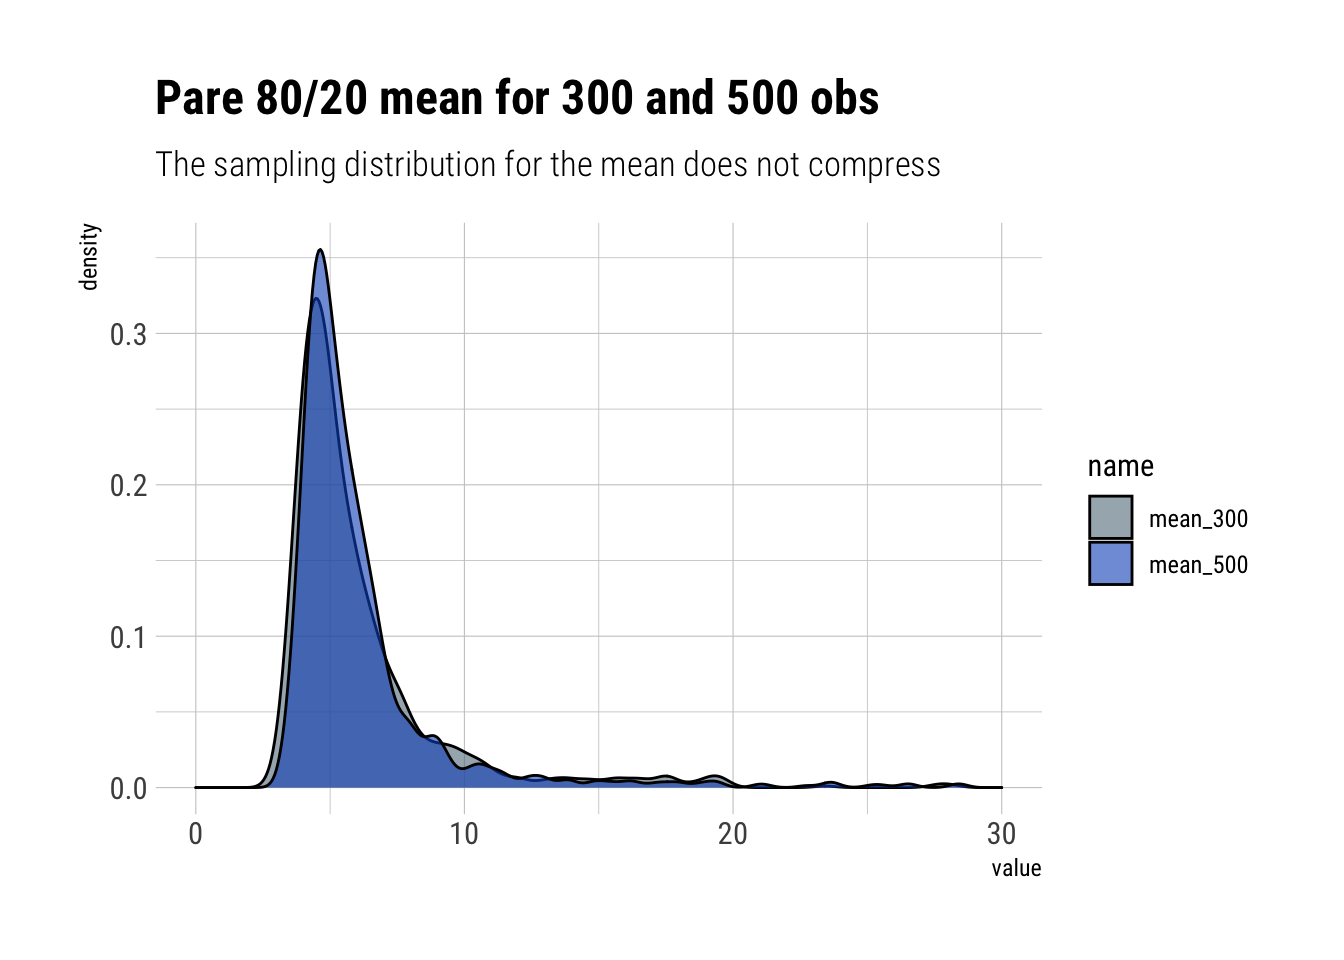 Pare 80/20 mean for 300 and 500 obs
The sampling distribution for the mean does not compress
density
0.3
0.2
0.1
0.0
0
10
20
30
value
name
mean_300
mean_500